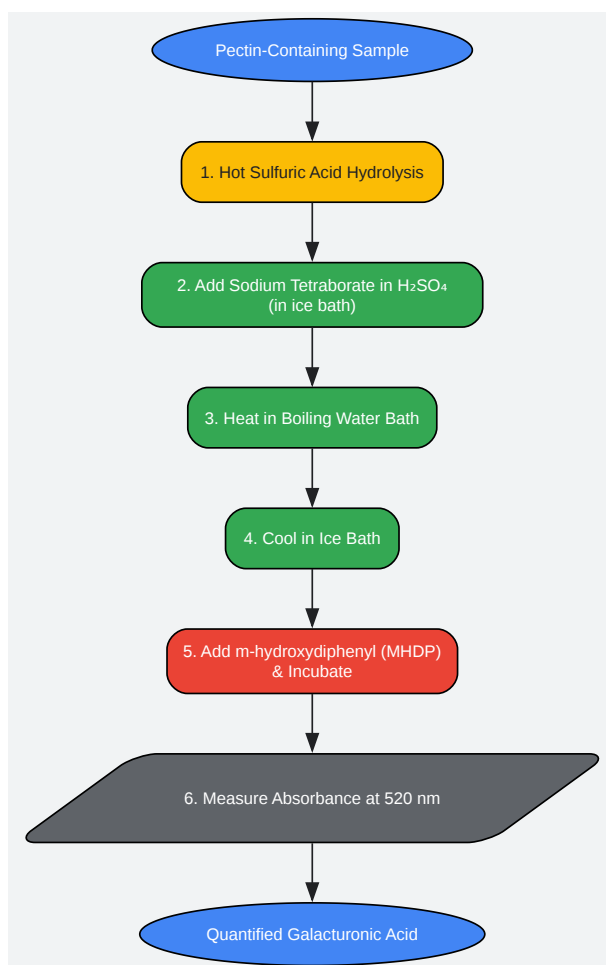 Pectin-Containing Sample
1. Hot Sulfuric Acid Hydrolysis
2. Add Sodium Tetraborate in H₂SO₄
(in ice bath)
3. Heat in Boiling Water Bath
4. Cool in Ice Bath
5. Add m-hydroxydiphenyl (MHDP)
& Incubate
6. Measure Absorbance at 520 nm
Quantified Galacturonic Acid